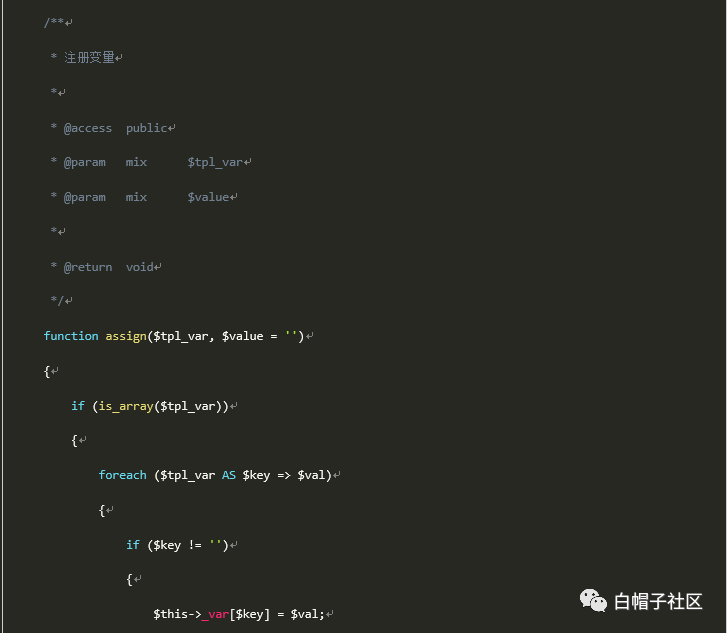 /**↵
* 注册变量↵
*↵
* @access  public↵
* @param   mix      $tpl_var↵
* @param   mix      $value↵
*↵
* @return  void↵
*/↵
function assign($tpl_var, $value = '')↵
{↵
if (is_array($tpl_var))↵
{↵
foreach ($tpl_var AS $key => $val)↵
{↵
if ($key != '')↵
{↵
$this->_var[$key] = $val;↵
白帽子社区